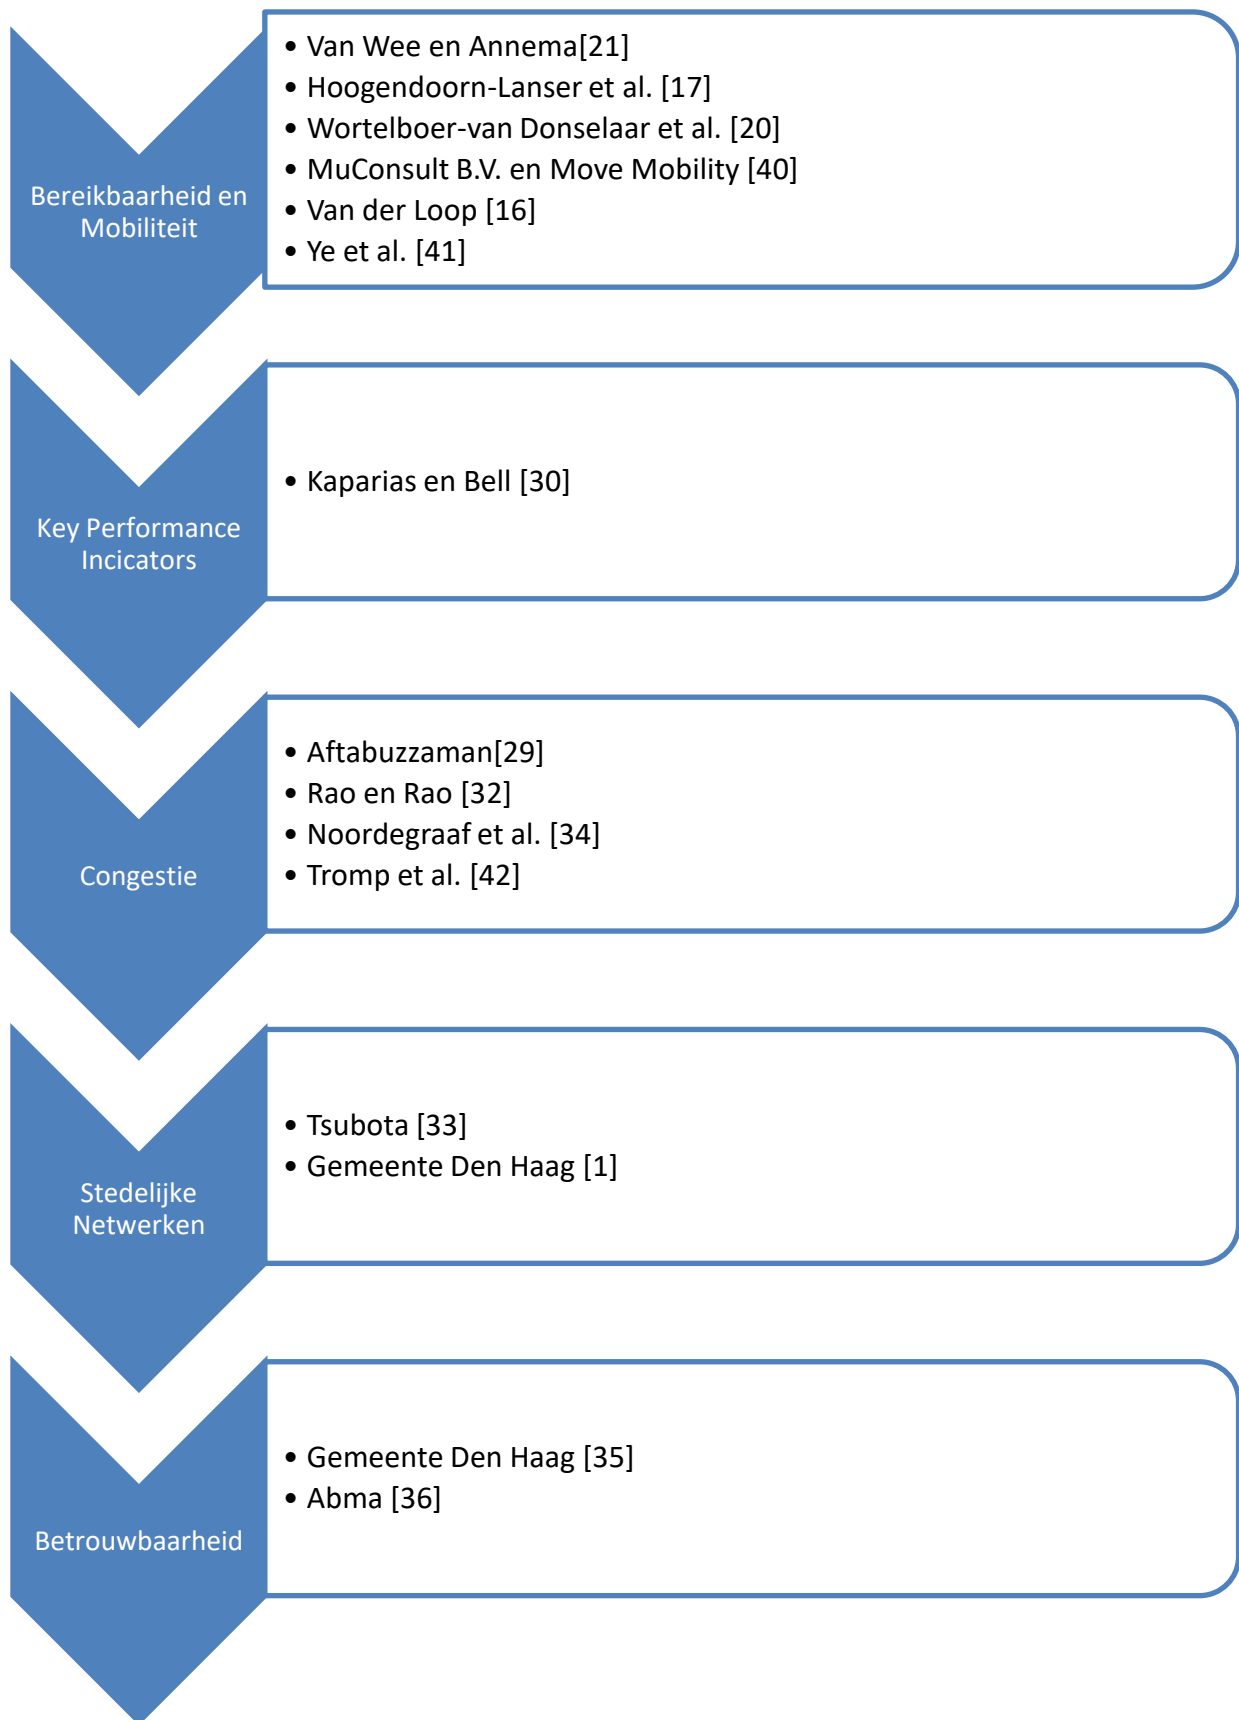 Bereikbaarheid en
Mobiliteit
• Van Wee en Annema[21]
• Hoogendoorn-Lanser et al. [17]
• Wortelboer-van Donselaar et al. [20]
• MuConsult B.V. en Move Mobility [40]
• Van der Loop [16]
• Ye et al. [41]
Key Performance
Incicators
• Kaparias en Bell [30]
Congestie
• Aftabuzzaman[29]
• Rao en Rao [32]
• Noordegraaf et al. [34]
• Tromp et al. [42]
Stedelijke
Netwerken
• Tsubota [33]
• Gemeente Den Haag [1]
Betrouwbaarheid
• Gemeente Den Haag [35]
• Abma [36]